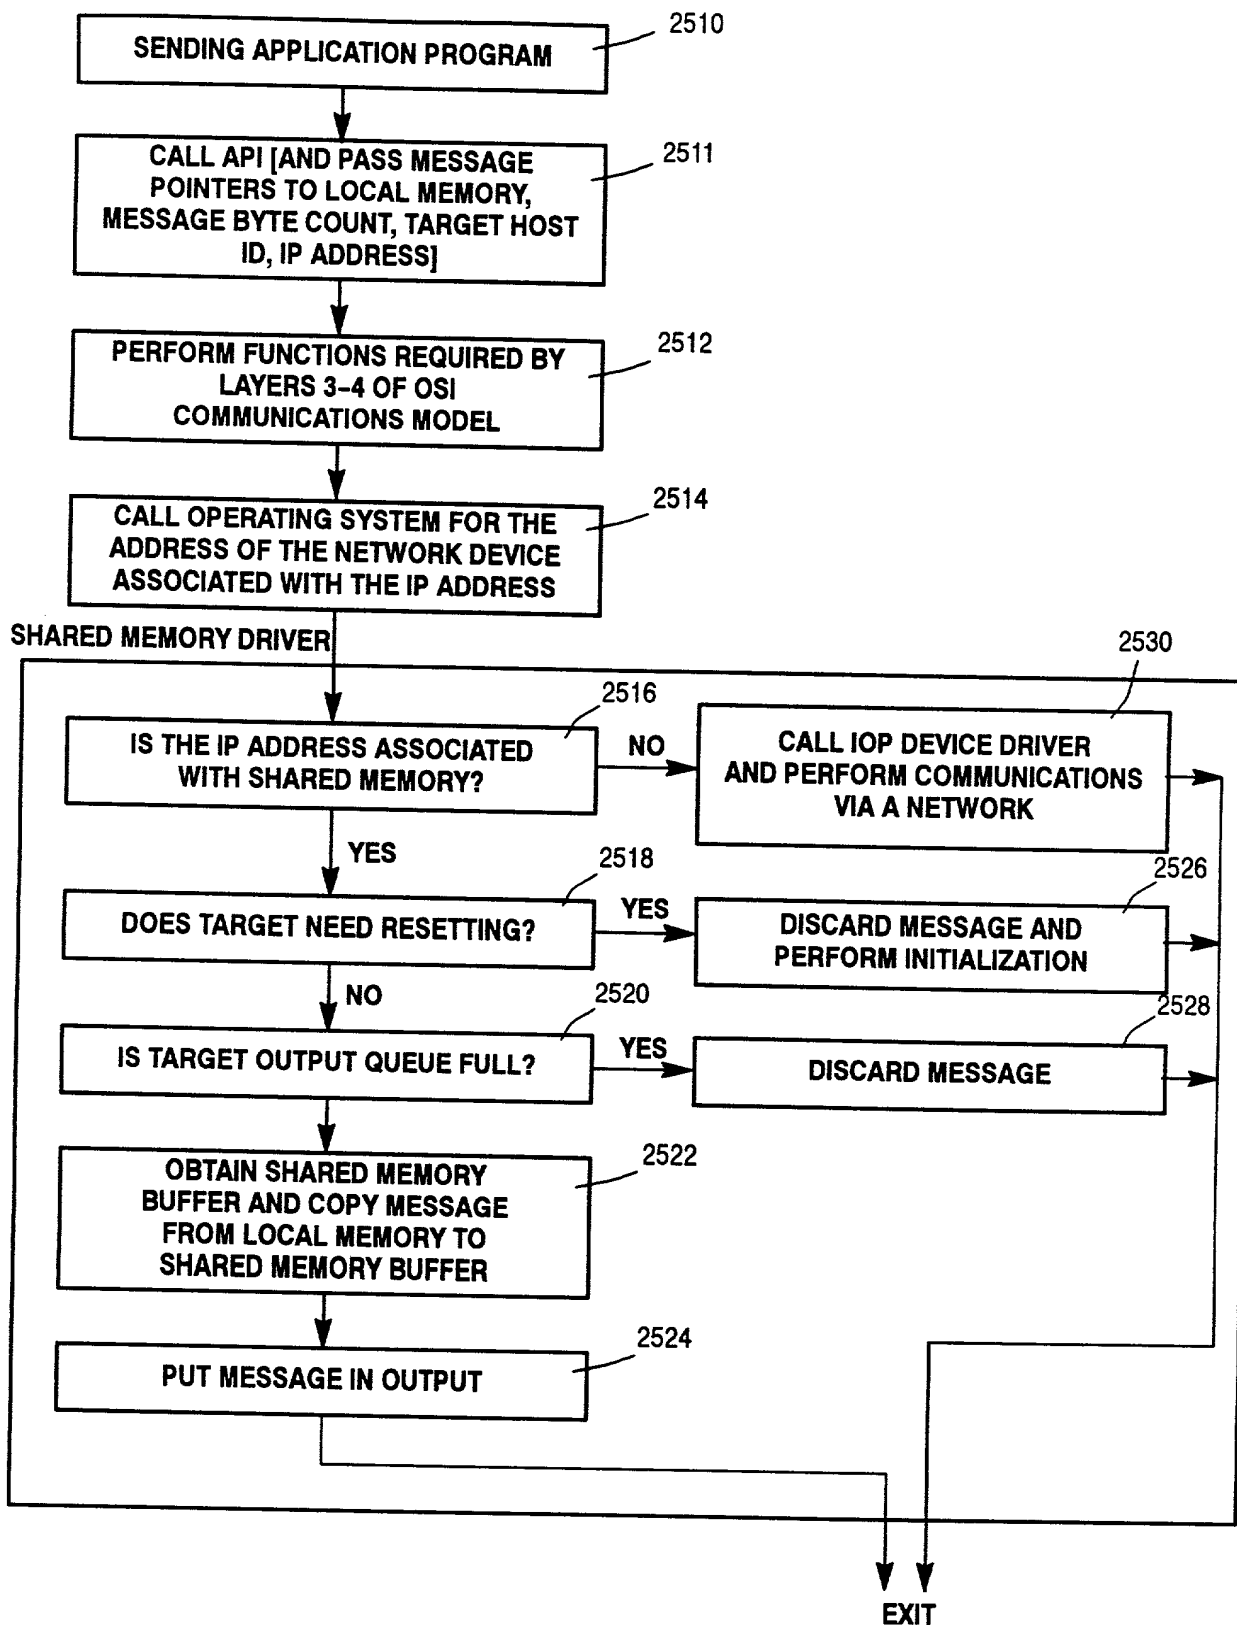 2510
SENDING APPLICATION PROGRAM
2511
CALL API [AND PASS MESSAGE
POINTERS TO LOCAL MEMORY,
MESSAGE BYTE COUNT, TARGET HOST
ID, IP ADDRESS]
2512
PERFORM FUNCTIONS REQUIRED BY
LAYERS 3-4 OF OSI
COMMUNICATIONS MODEL
2514
CALL OPERATING SYSTEM FOR THE
ADDRESS OF THE NETWORK DEVICE
ASSOCIATED WITH THE IP ADDRESS
SHARED MEMORY DRIVER
2516
IS THE IP ADDRESS ASSOCIATED
WITH SHARED MEMORY?
NO
2530
CALL IOP DEVICE DRIVER
AND PERFORM COMMUNICATIONS
VIA A NETWORK
YES
2518
DOES TARGET NEED RESETTING?
YES
2526
DISCARD MESSAGE AND
PERFORM INITIALIZATION
NO
2520
IS TARGET OUTPUT QUEUE FULL?
YES
2528
DISCARD MESSAGE
2522
OBTAIN SHARED MEMORY
BUFFER AND COPY MESSAGE
FROM LOCAL MEMORY TO
SHARED MEMORY BUFFER
2524
PUT MESSAGE IN OUTPUT
EXIT